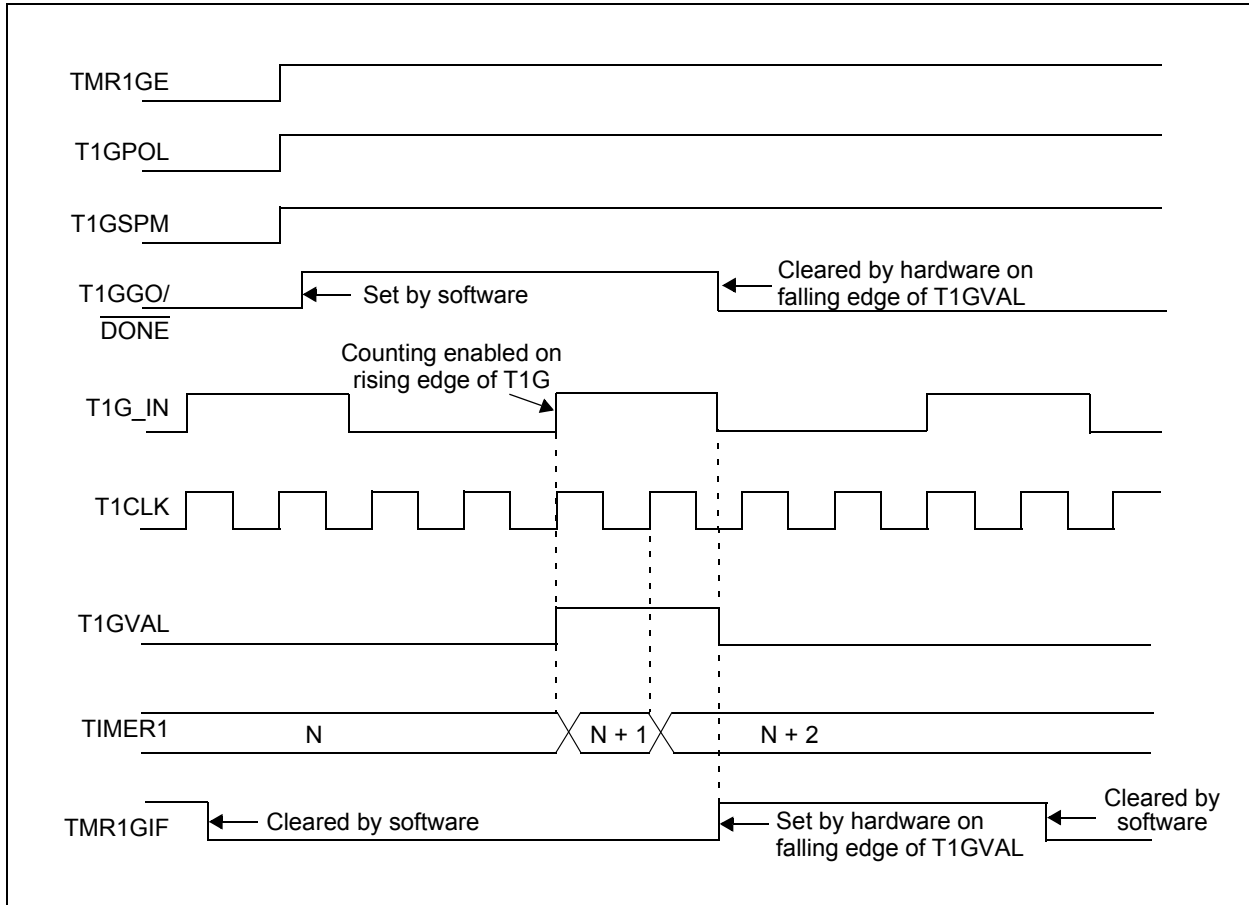 TMR1GE
T1GPOL
T1GSPM
T1GGO/
DONE
Set by software
Cleared by hardware on
falling edge of T1GVAL
Counting enabled on
rising edge of T1G
T1G_IN
T1CLK
T1GVAL
TIMER1
N
N + 1
N + 2
TMR1GIF
Cleared by software
Set by hardware on
falling edge of T1GVAL
Cleared by
software